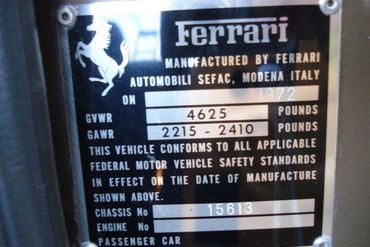 Ferrari
MANUFACTURED BY FERRARI
AUTOMOBILI SEFAC, MODENA ITALY
ON 1972
GVWR 4625 POUNDS
GAWR 2215 - 2410 POUNDS
THIS VEHICLE CONFORMS TO ALL APPLICABLE
FEDERAL MOTOR VEHICLE SAFETY STANDARDS
IN EFFECT ON THE DATE OF MANUFACTURE
SHOWN ABOVE.
CHASSIS No 15613
ENGINE No
PASSENGER CAR